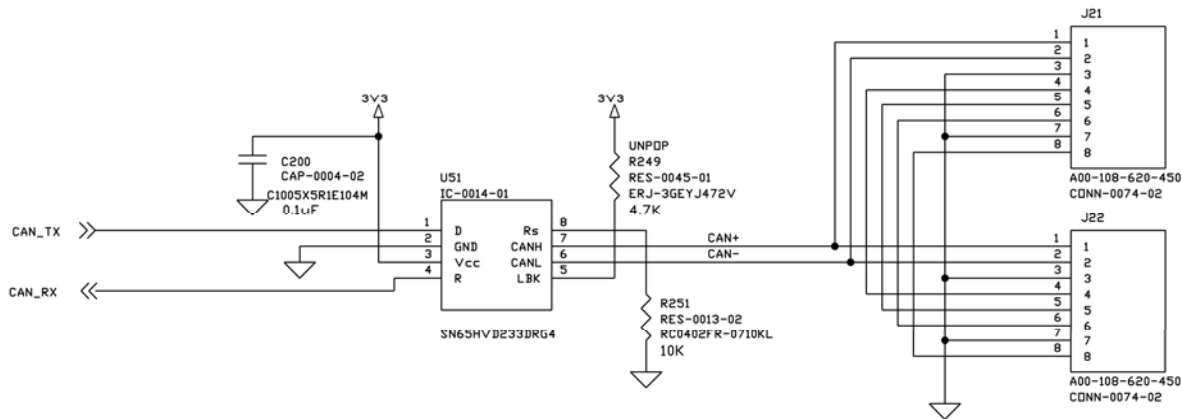 J21
1 1
2 2
3 3
4 4
5 5
6 6
7 7
8 8
A00-108-620-450
CONN-0074-02
3V3
C200
CAP-0004-02
C1005X5R1E104M
0.1uF
3V3
UNPOP
R249
RES-0045-01
ERJ-3GEYJ472V
4.7K
U51
IC-0014-01
CAN_TX
CAN_RX
1 D Rs 8
2 GND CANH 7
3 Vcc CANL 6
4 R LBK 5
SN65HVD233DRG4
CAN+
CAN-
R251
RES-0013-02
RC0402FR-0710KL
10K
J22
1 1
2 2
3 3
4 4
5 5
6 6
7 7
8 8
A00-108-620-450
CONN-0074-02